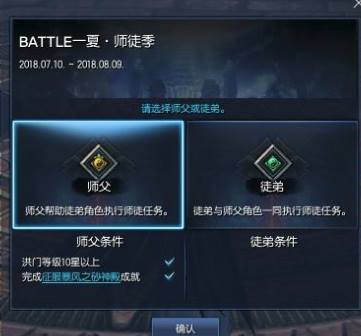 BATTLE一夏·师徒季
2018.07.10. ~ 2018.08.09.
请选择师父或徒弟。
师父
师父帮助徒弟角色执行师徒任务。
徒弟
徒弟与师父角色一同执行师徒任务。
师父条件
徒弟条件
洪门等级10星以上
完成征服暴风之砂神殿成就
确认